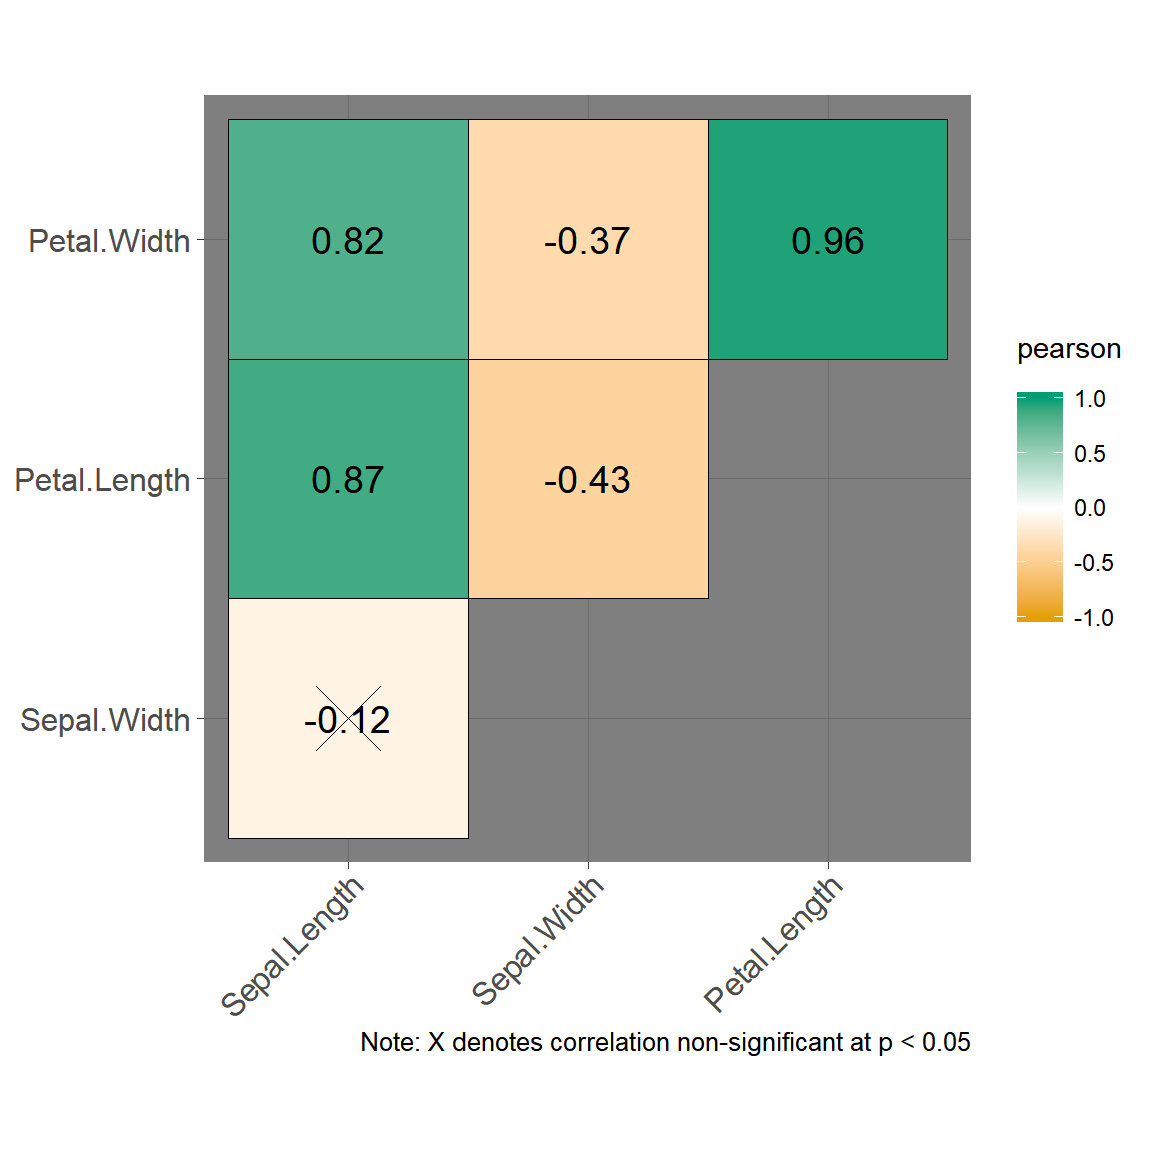 Petal.Width
0.82
-0.37
0.96
pearson
1.0
0.5
0.0
-0.5
-1.0
Petal.Length
0.87
-0.43
Sepal.Width
-0.12
Sepal.Length
Sepal.Width
Petal.Length
Note: X denotes correlation non-significant at p < 0.05